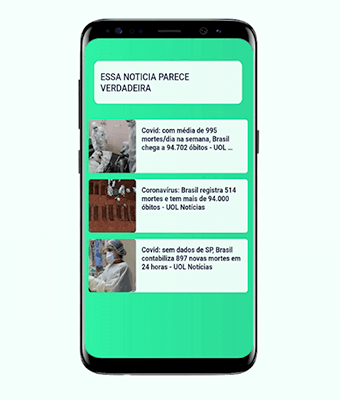 ESSA NOTICIA PARECE
VERDADEIRA
Covid: com média de 995
mortes/dia na semana, Brasil
chega a 94.702 óbitos - UOL ...
Coronavírus: Brasil registra 514
mortes e tem mais de 94.000
óbitos - UOL Notícias
Covid: sem dados de SP, Brasil
contabiliza 897 novas mortes em
24 horas - UOL Notícias